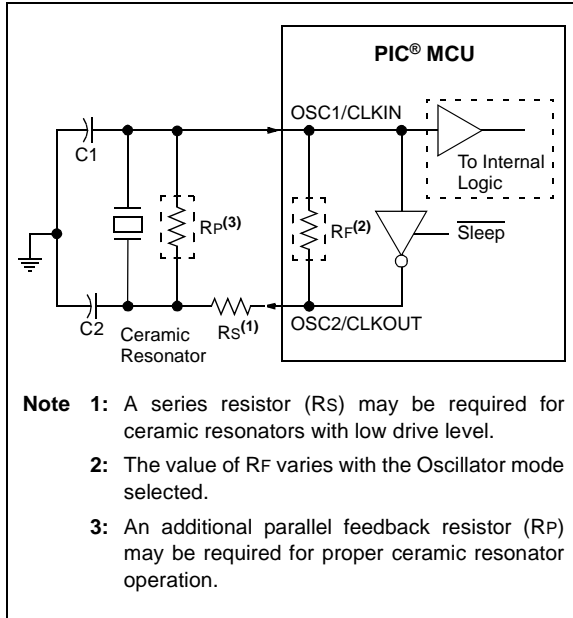 PIC® MCU
OSC1/CLKIN
C1
To Internal
Logic
RP(3)
RF(2)
Sleep
C2
Ceramic
Resonator
RS(1)
OSC2/CLKOUT
Note 1: A series resistor (RS) may be required for
ceramic resonators with low drive level.
2: The value of RF varies with the Oscillator mode
selected.
3: An additional parallel feedback resistor (RP)
may be required for proper ceramic resonator
operation.